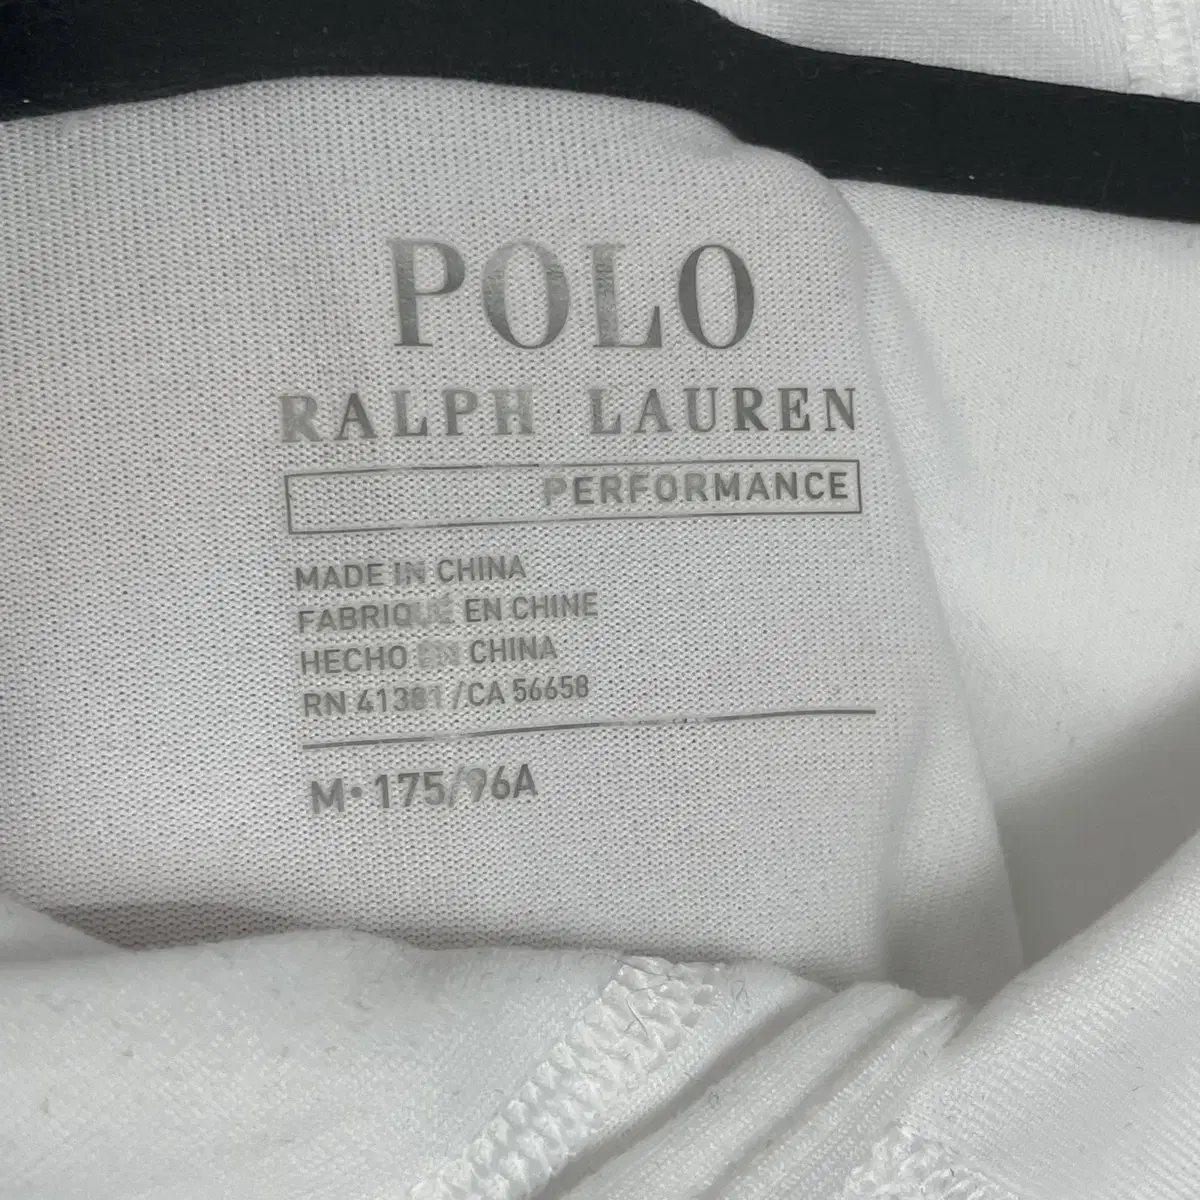 POLO
RALPH LAUREN
PERFORMANCE
MADE IN CHINA
FABRIQUÉ EN CHINE
HECHO EN CHINA
RN 41381/CA 56658
M• 175/96A